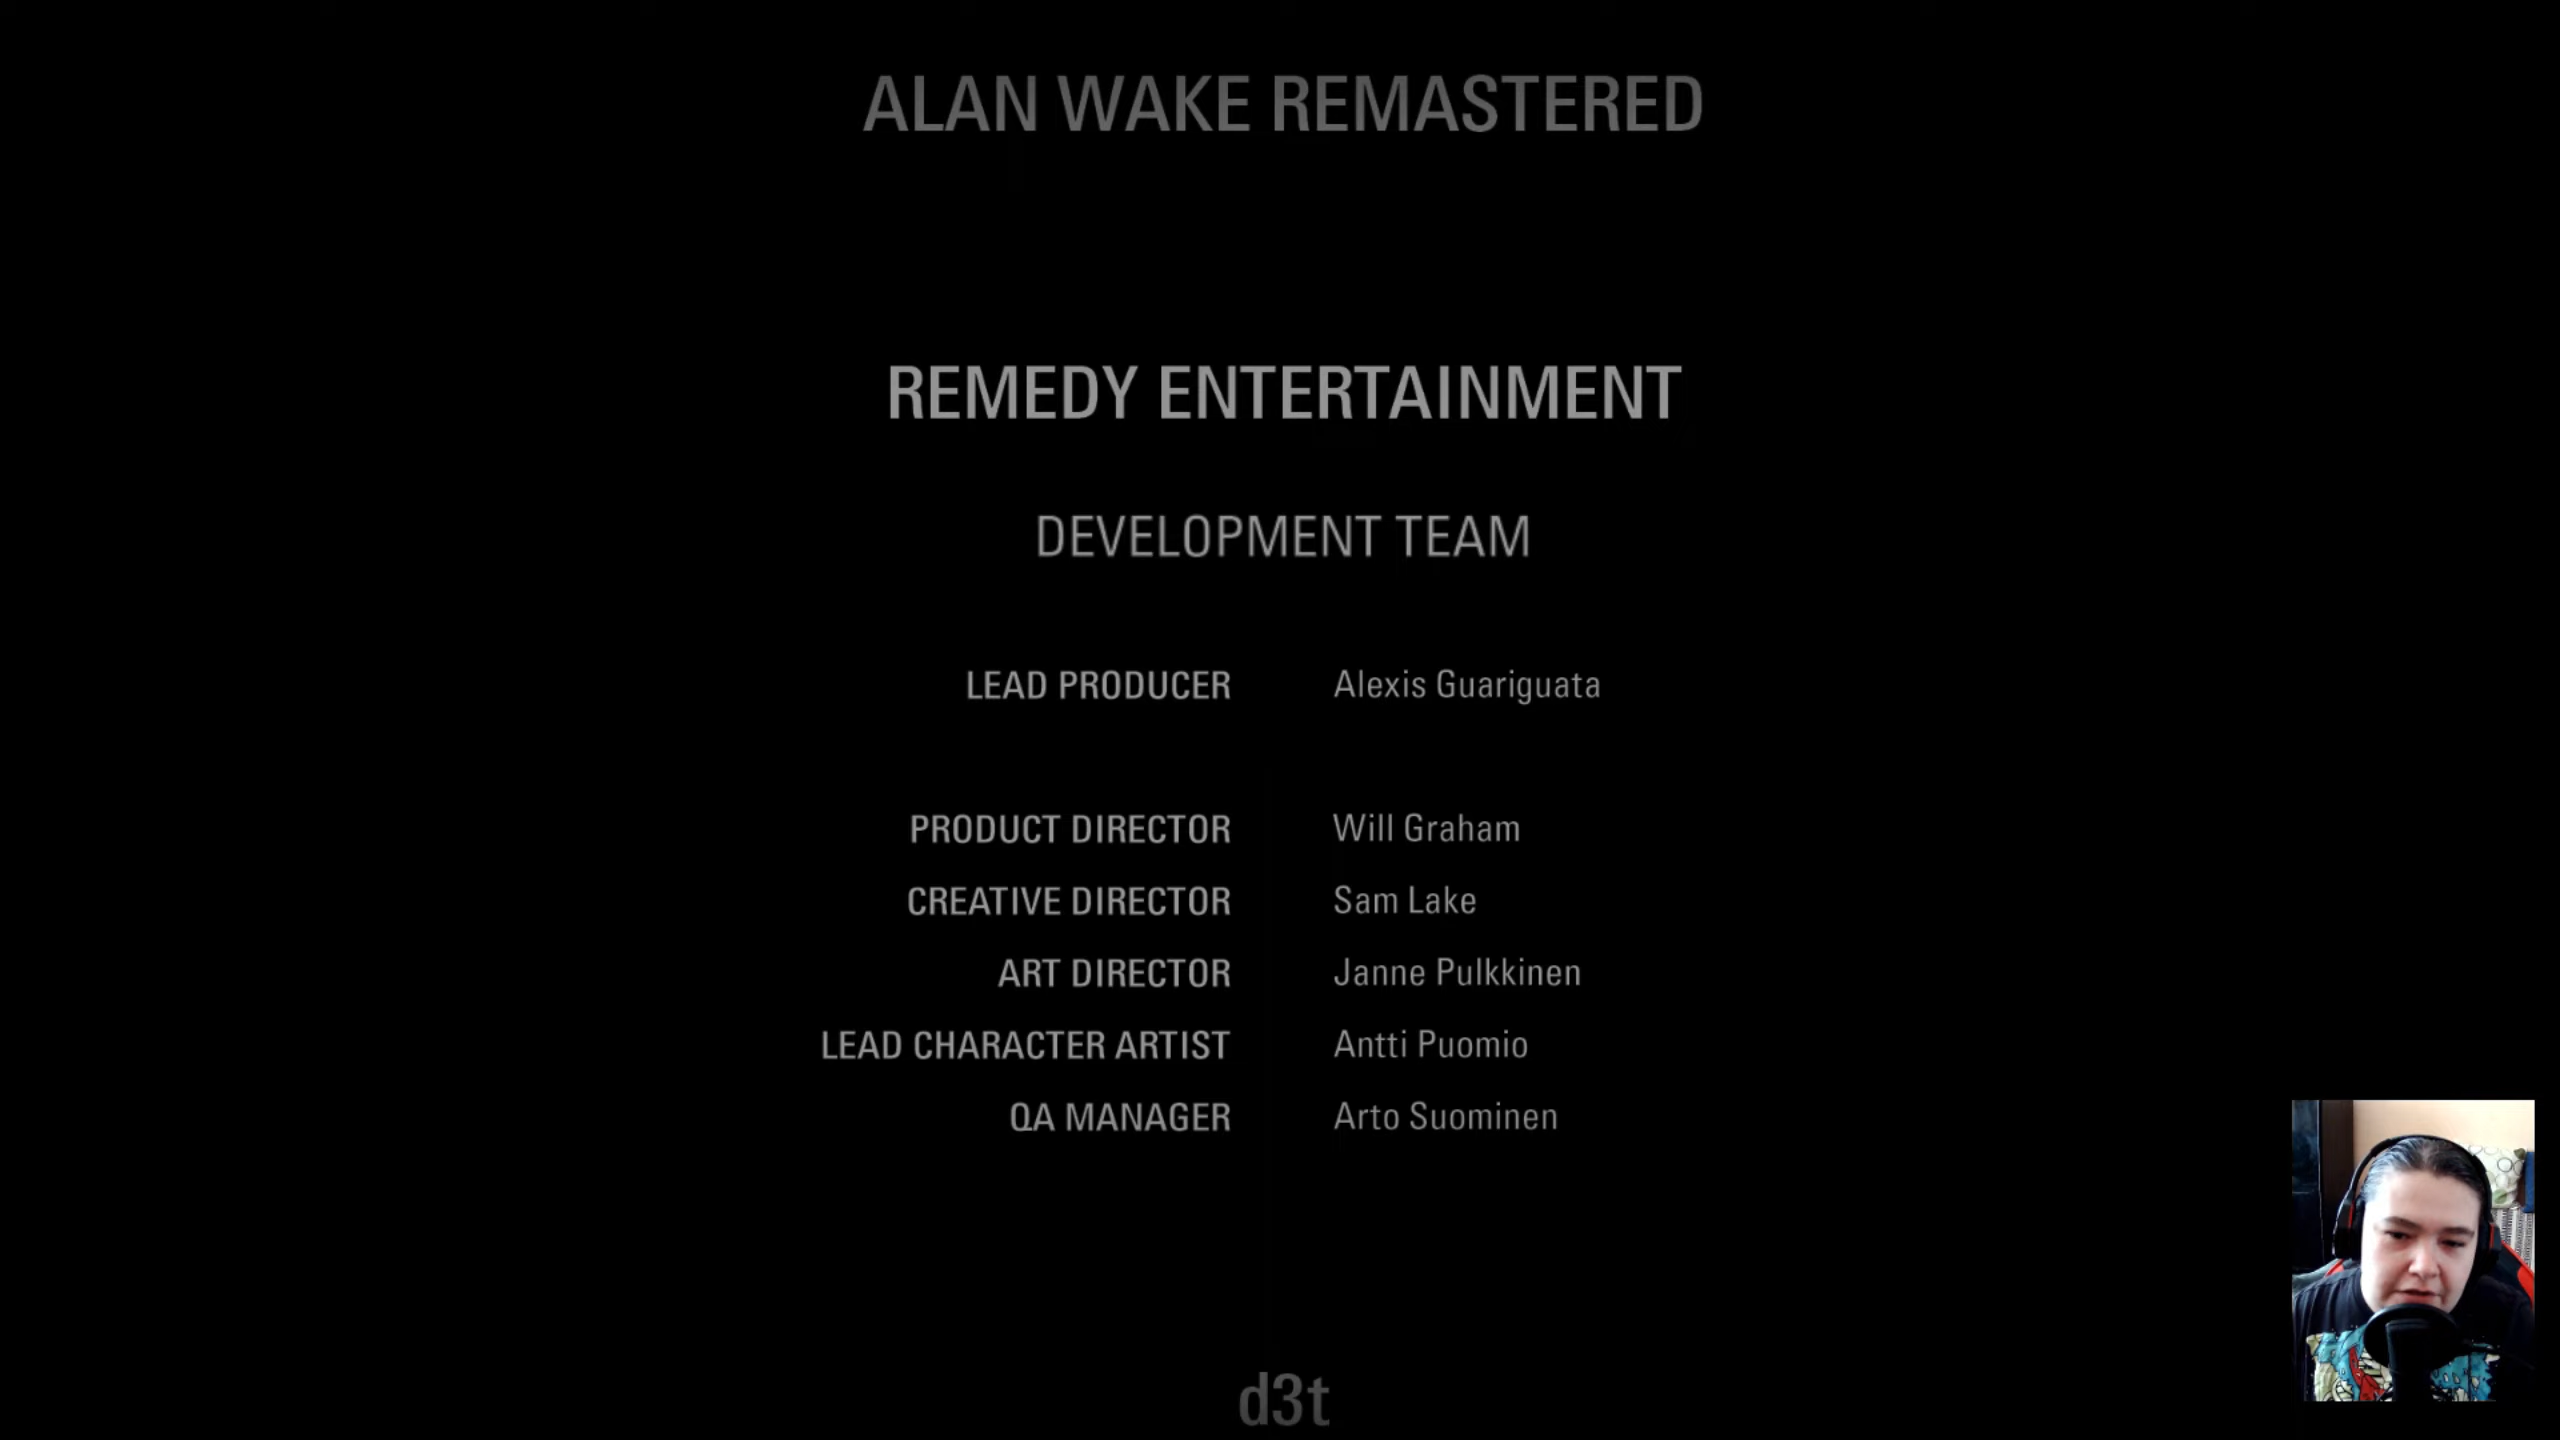 ALAN WAKE REMASTERED
REMEDY ENTERTAINMENT
DEVELOPMENT TEAM
LEAD PRODUCER Alexis Guariguata
PRODUCT DIRECTOR Will Graham
CREATIVE DIRECTOR Sam Lake
ART DIRECTOR Janne Pulkkinen
LEAD CHARACTER ARTIST Antti Puomio
QA MANAGER Arto Suominen
d3t